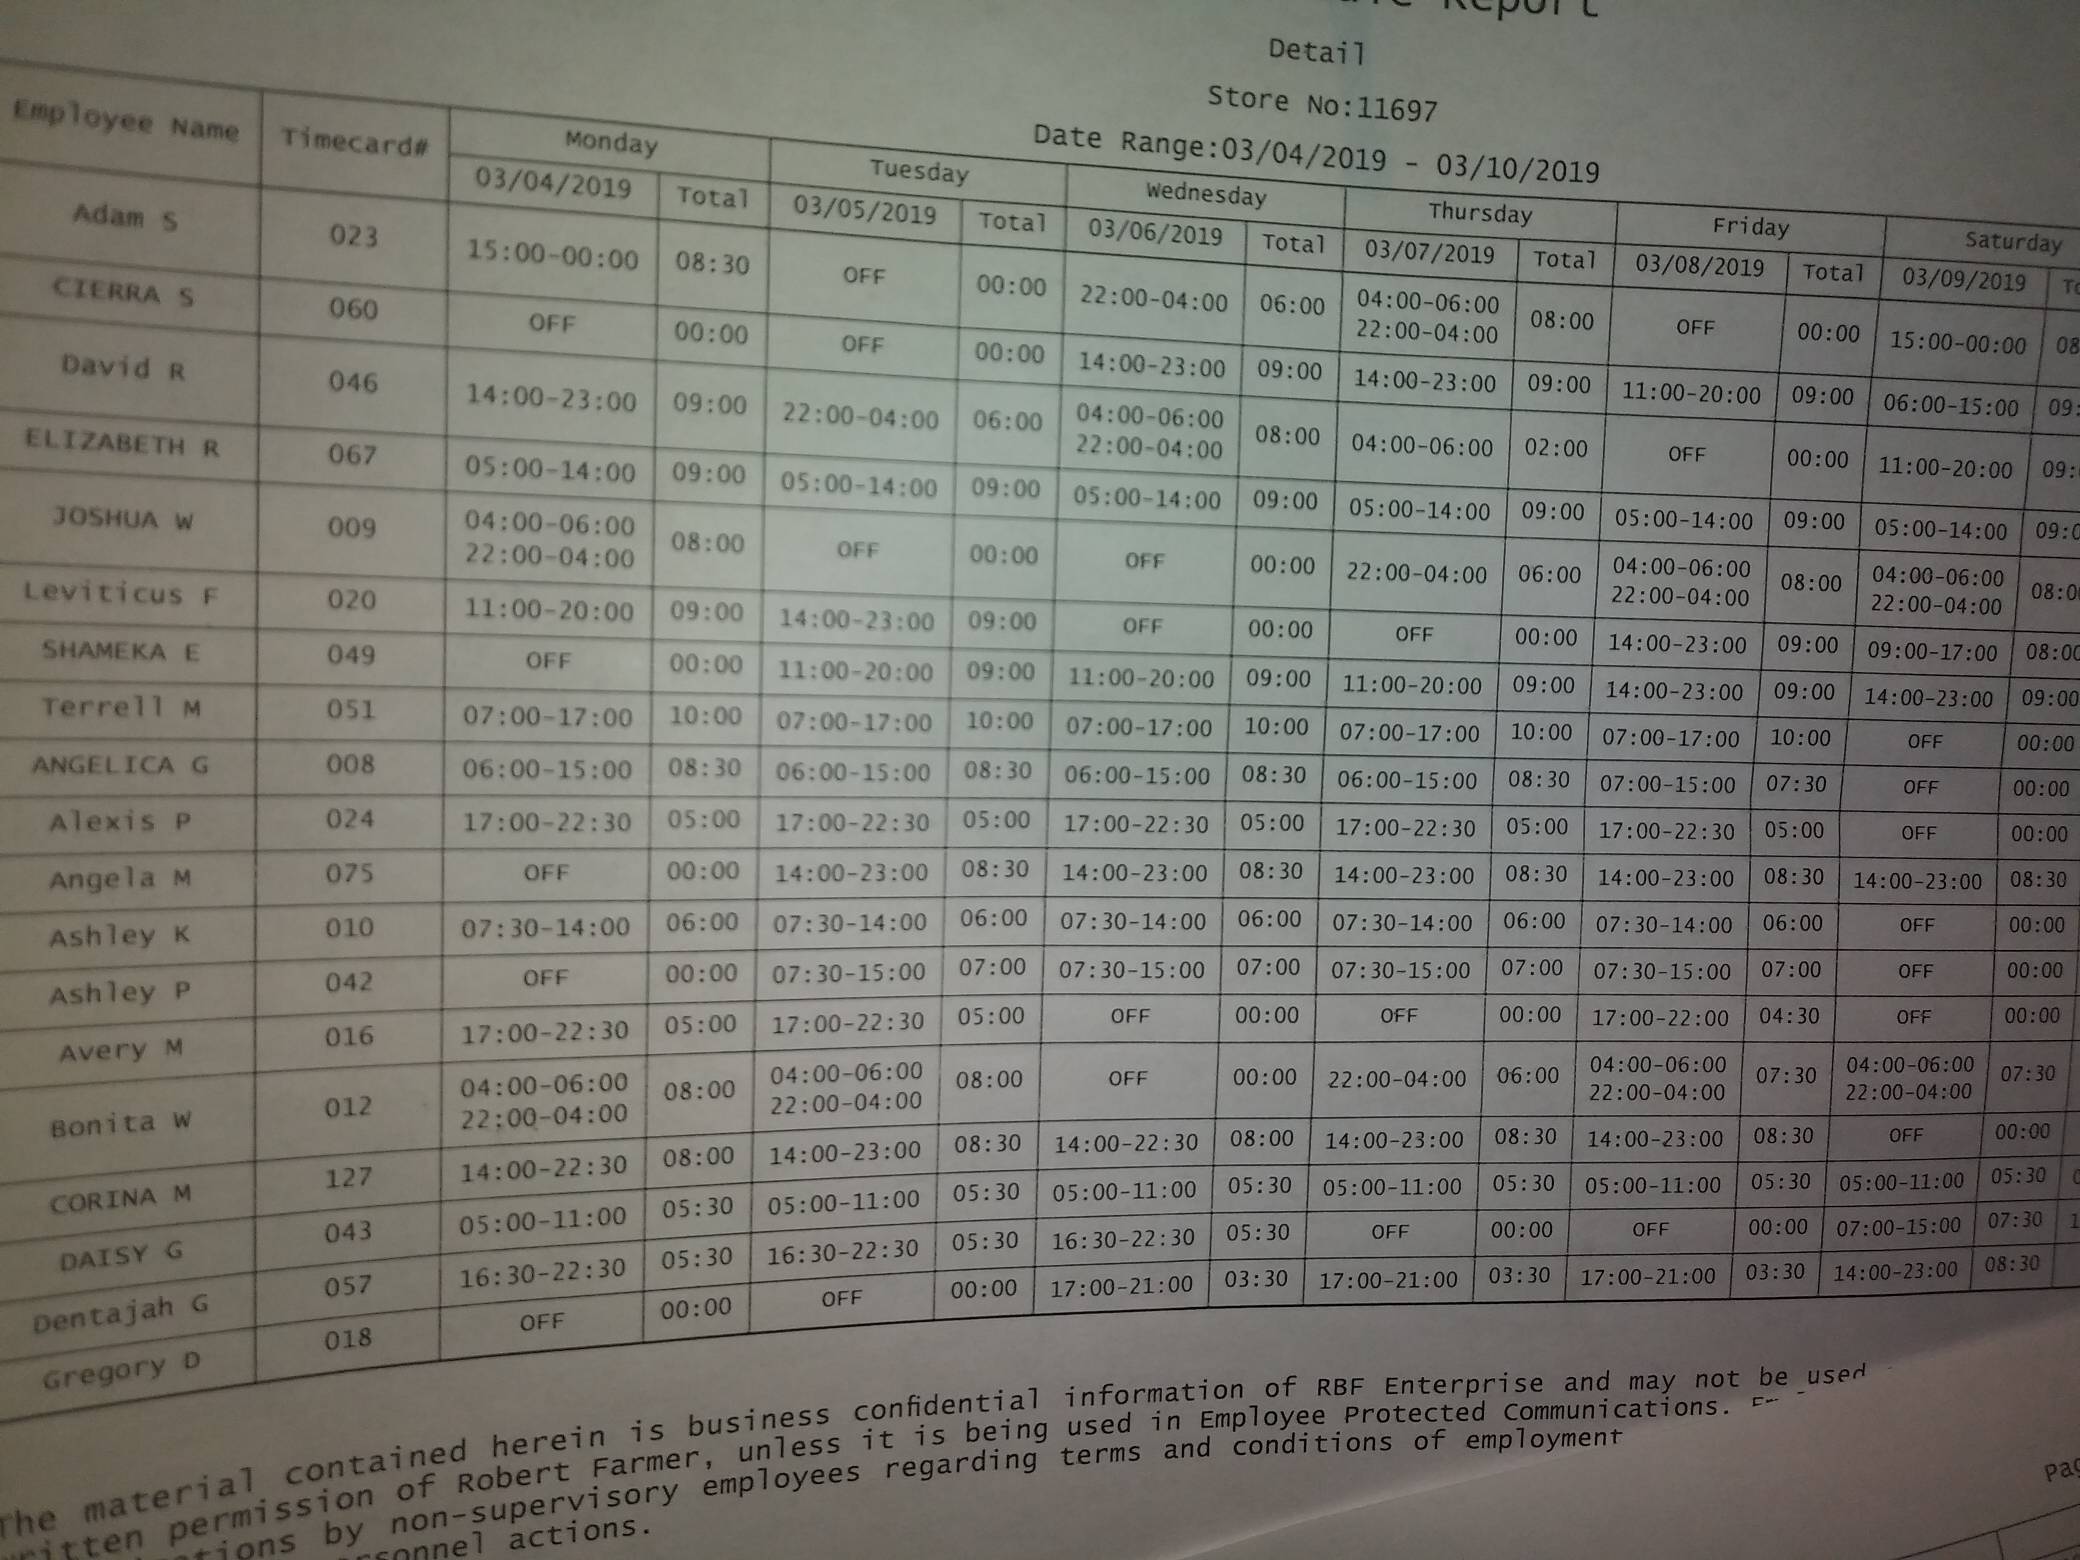 Report
Detail
Store No:11697
Date Range:03/04/2019 - 03/10/2019
Employee Name Timecard# Monday Tuesday Wednesday Thursday Friday Saturday
03/04/2019 Total 03/05/2019 Total 03/06/2019 Total 03/07/2019 Total 03/08/2019 Total 03/09/2019
Adam S 023 15:00-00:00 08:30 OFF 00:00 22:00-04:00 06:00 04:00-06:00 22:00-04:00 08:00 OFF 00:00 15:00-00:00 08
CIERRA S 060 OFF 00:00 OFF 00:00 14:00-23:00 09:00 14:00-23:00 09:00 11:00-20:00 09:00 06:00-15:00 09:
David R 046 14:00-23:00 09:00 22:00-04:00 06:00 04:00-06:00 22:00-04:00 08:00 04:00-06:00 02:00 OFF 00:00 11:00-20:00 09:
ELIZABETH R 067 05:00-14:00 09:00 05:00-14:00 09:00 05:00-14:00 09:00 05:00-14:00 09:00 05:00-14:00 09:00 05:00-14:00 09:0
JOSHUA W 009 04:00-06:00 22:00-04:00 08:00 OFF 00:00 OFF 00:00 22:00-04:00 06:00 04:00-06:00 22:00-04:00 08:00 04:00-06:00 22:00-04:00 08:00
Leviticus F 020 11:00-20:00 09:00 14:00-23:00 09:00 OFF 00:00 OFF 00:00 14:00-23:00 09:00 09:00-17:00 08:00
SHAMEKA E 049 OFF 00:00 11:00-20:00 09:00 11:00-20:00 09:00 11:00-20:00 09:00 14:00-23:00 09:00 14:00-23:00 09:00
Terrell M 051 07:00-17:00 10:00 07:00-17:00 10:00 07:00-17:00 10:00 07:00-17:00 10:00 07:00-17:00 10:00 OFF 00:00
ANGELICA G 008 06:00-15:00 08:30 06:00-15:00 08:30 06:00-15:00 08:30 06:00-15:00 08:30 07:00-15:00 07:30 OFF 00:00
Alexis P 024 17:00-22:30 05:00 17:00-22:30 05:00 17:00-22:30 05:00 17:00-22:30 05:00 17:00-22:30 05:00 OFF 00:00
Angela M 075 OFF 00:00 14:00-23:00 08:30 14:00-23:00 08:30 14:00-23:00 08:30 14:00-23:00 08:30 14:00-23:00 08:30
Ashley K 010 07:30-14:00 06:00 07:30-14:00 06:00 07:30-14:00 06:00 07:30-14:00 06:00 07:30-14:00 06:00 OFF 00:00
Ashley P 042 OFF 00:00 07:30-15:00 07:00 07:30-15:00 07:00 07:30-15:00 07:00 07:30-15:00 07:00 OFF 00:00
Avery M 016 17:00-22:30 05:00 17:00-22:30 05:00 OFF 00:00 OFF 00:00 17:00-22:00 04:30 OFF 00:00
Bonita W 012 04:00-06:00 22:00-04:00 08:00 04:00-06:00 22:00-04:00 08:00 OFF 00:00 22:00-04:00 06:00 04:00-06:00 22:00-04:00 07:30 04:00-06:00 22:00-04:00 07:30
CORINA M 127 14:00-22:30 08:00 14:00-23:00 08:30 14:00-22:30 08:00 14:00-23:00 08:30 14:00-23:00 08:30 OFF 00:00
DAISY G 043 05:00-11:00 05:30 05:00-11:00 05:30 05:00-11:00 05:30 05:00-11:00 05:30 05:00-11:00 05:30 05:00-11:00 05:30
Dentajah G 057 16:30-22:30 05:30 16:30-22:30 05:30 16:30-22:30 05:30 OFF 00:00 OFF 00:00 07:00-15:00 07:30
Gregory D 018 OFF 00:00 OFF 00:00 17:00-21:00 03:30 17:00-21:00 03:30 17:00-21:00 03:30 14:00-23:00 08:30
The material contained herein is business confidential information of RBF Enterprise and may not be used
written permission of Robert Farmer, unless it is being used in Employee Protected Communications.
by non-supervisory employees regarding terms and conditions of employment
actions.